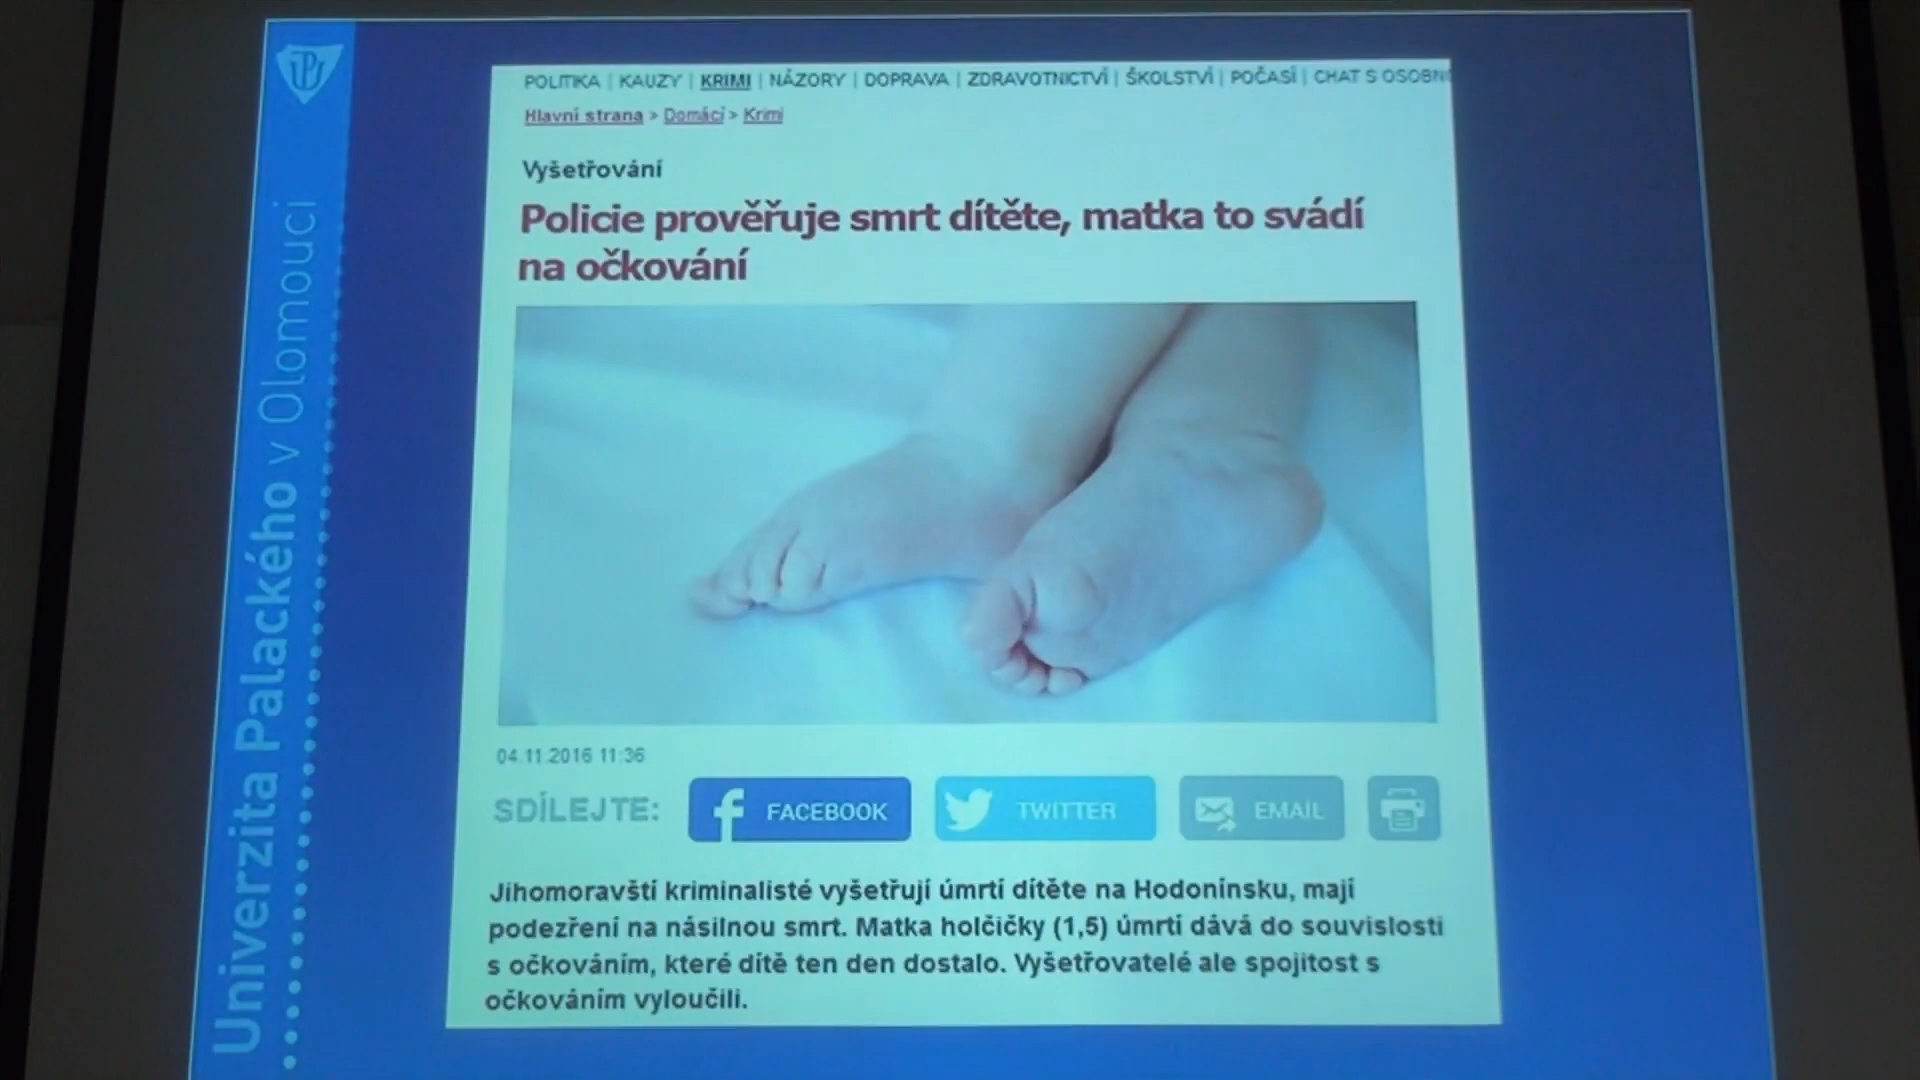 Univerzita Palackého v Olomouci
POLITIKA | KAUZY | KRIMI | NÁZORY | DOPRAVA | ZDRAVOTNICTVÍ | ŠKOLSTVÍ | POČASÍ | CHAT S OSOBN
Hlavní strana > Domácí > Krimi
Vyšetřování
Policie prověřuje smrt dítěte, matka to svádí
na očkování
04.11.2016 11:36
SDÍLEJTE: FACEBOOK TWITTER EMAIL
Jihomoravští kriminalisté vyšetřují úmrtí dítěte na Hodonínsku, mají
podezření na násilnou smrt. Matka holčičky (1,5) úmrtí dává do souvislosti
s očkováním, které dítě ten den dostalo. Vyšetřovatelé ale spojitost s
očkováním vyloučili.